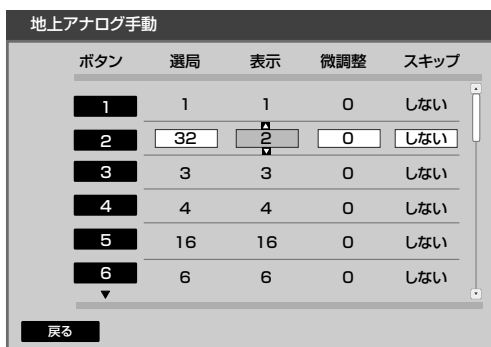 地上アナログ手動
ボタン 選局 表示 微調整 スキップ
1 1 1 0 しない
2 32 2 0 しない
3 3 3 0 しない
4 4 4 0 しない
5 16 16 0 しない
6 6 6 0 しない
戻る